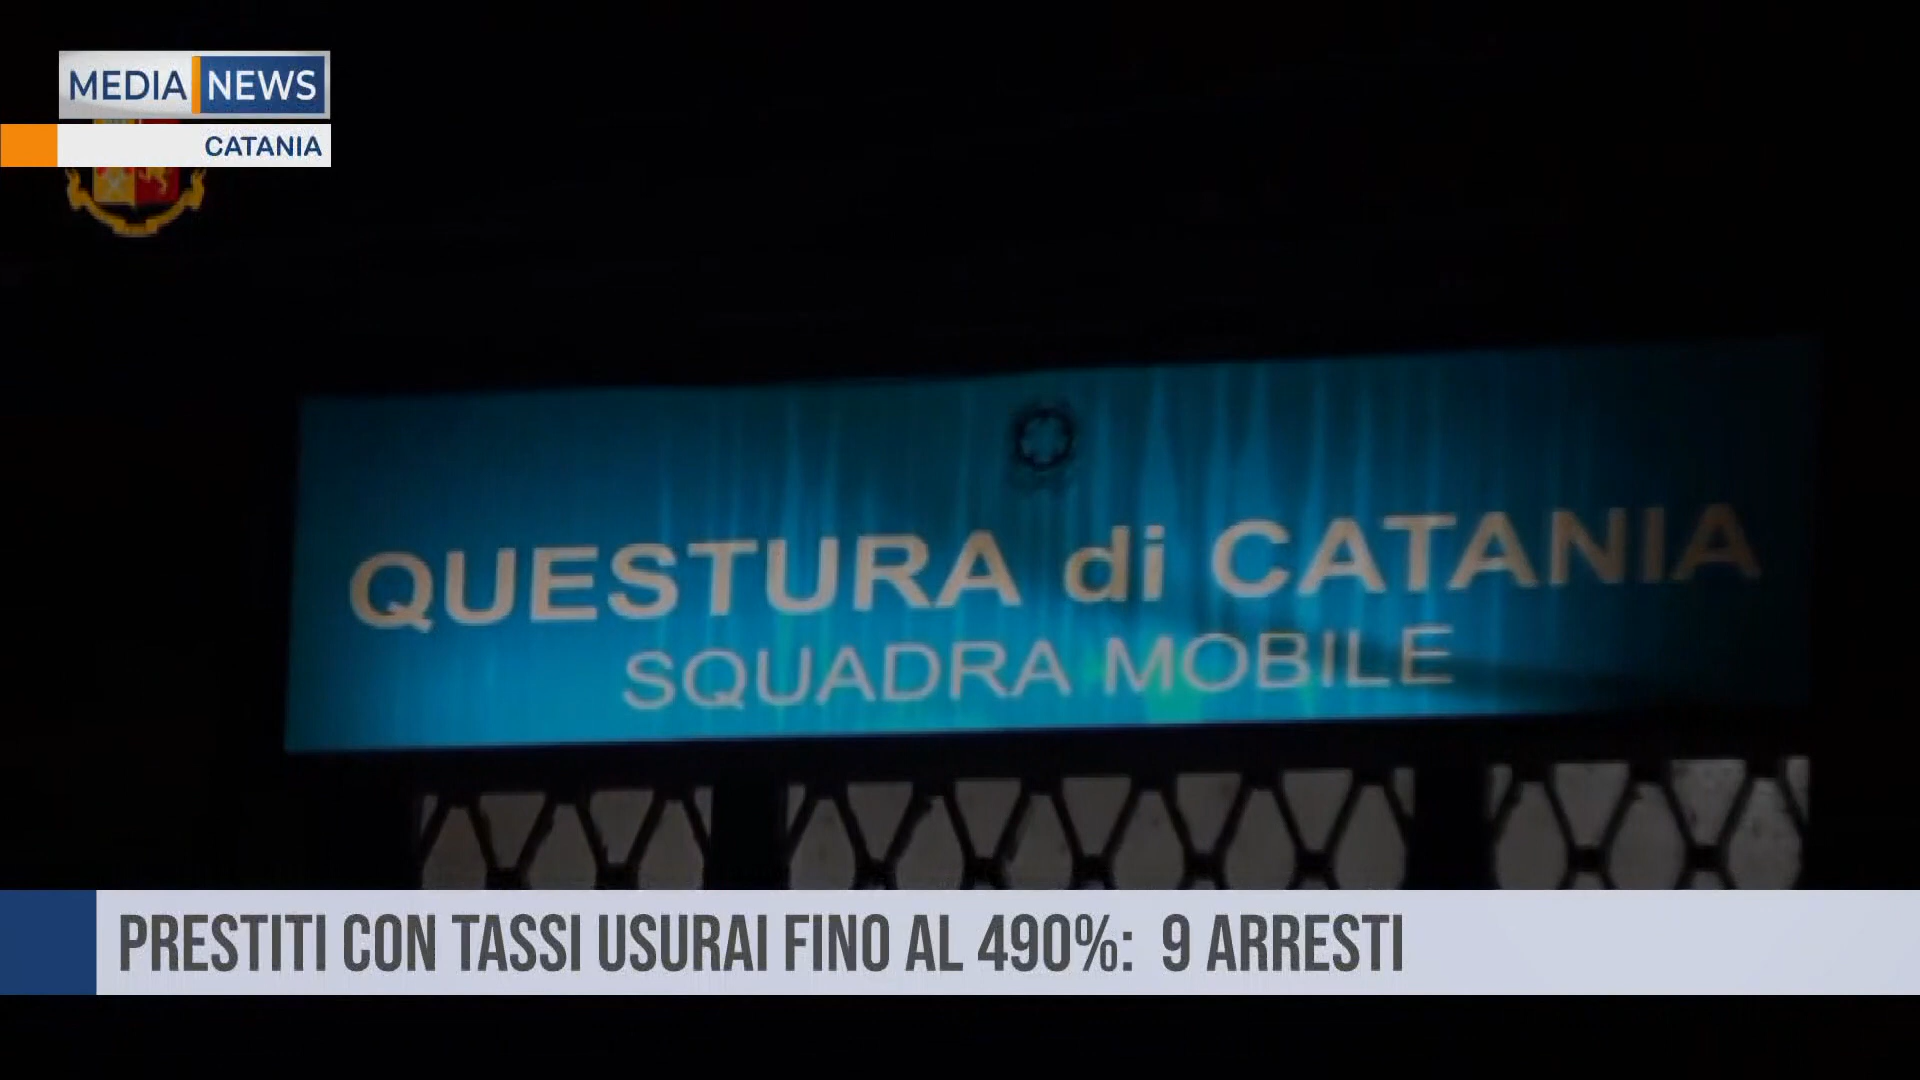 MEDIA NEWS
CATANIA
QUESTURA di CATANIA
SQUADRA MOBILE
PRESTITI CON TASSI USURAI FINO AL 490%: 9 ARRESTI